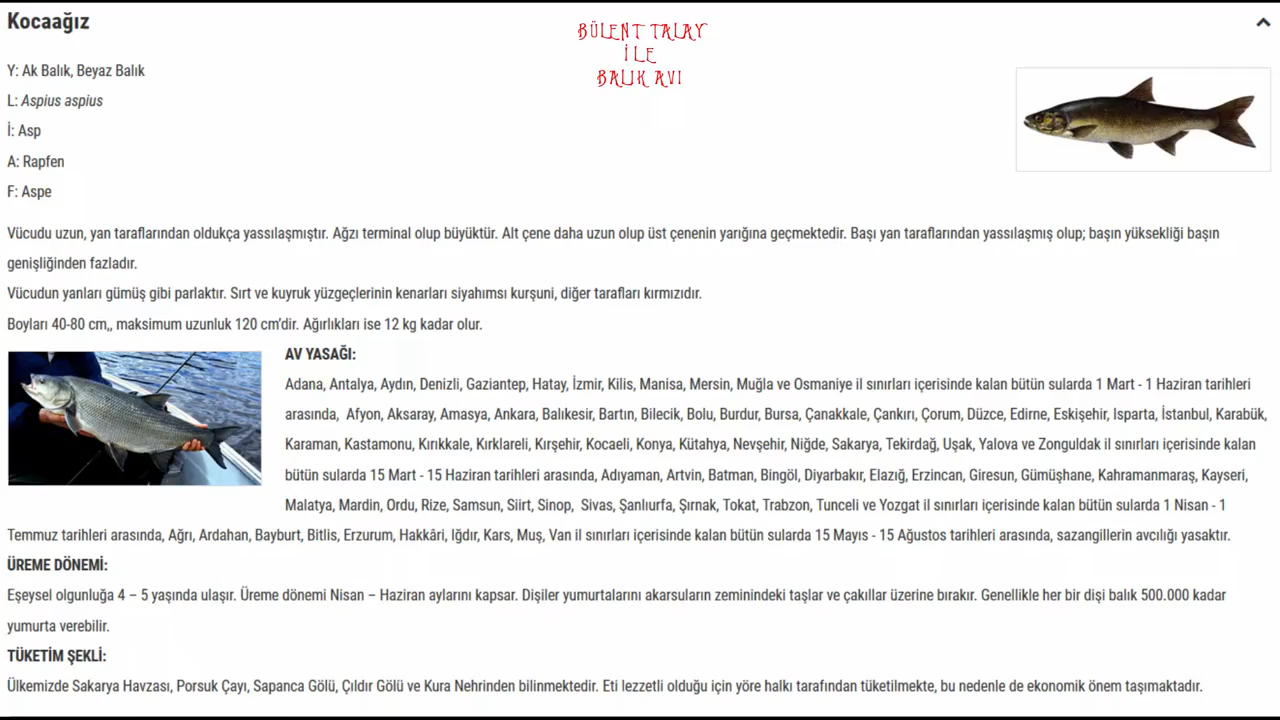 Kocaağız
BÜLENT TALAY
İLE
BALIK AVI
Y: Ak Balık, Beyaz Balık
L: Aspius aspius
İ: Asp
A: Rapfen
F: Aspe
Vücudu uzun, yan taraflarından oldukça yassılaşmıştır. Ağzı terminal olup büyüktür. Alt çene daha uzun olup üst çenenin yarığına geçmektedir. Başı yan taraflarından yassılaşmış olup; başın yüksekliği başın
genişliğinden fazladır.
Vücudun yanları gümüş gibi parlaktır. Sırt ve kuyruk yüzgeçlerinin kenarları siyahımsı kurşuni, diğer tarafları kırmızıdır.
Boyları 40-80 cm,, maksimum uzunluk 120 cm'dir. Ağırlıkları ise 12 kg kadar olur.
AV YASAĞI:
Adana, Antalya, Aydın, Denizli, Gaziantep, Hatay, İzmir, Kilis, Manisa, Mersin, Muğla ve Osmaniye il sınırları içerisinde kalan bütün sularda 1 Mart - 1 Haziran tarihleri
arasında, Afyon, Aksaray, Amasya, Ankara, Balıkesir, Bartın, Bilecik, Bolu, Burdur, Bursa, Çanakkale, Çankırı, Çorum, Düzce, Edirne, Eskişehir, Isparta, İstanbul, Karabük,
Karaman, Kastamonu, Kırıkkale, Kırklareli, Kırşehir, Kocaeli, Konya, Kütahya, Nevşehir, Niğde, Sakarya, Tekirdağ, Uşak, Yalova ve Zonguldak il sınırları içerisinde kalan
bütün sularda 15 Mart - 15 Haziran tarihleri arasında, Adıyaman, Artvin, Batman, Bingöl, Diyarbakır, Elazığ, Erzincan, Giresun, Gümüşhane, Kahramanmaraş, Kayseri,
Malatya, Mardin, Ordu, Rize, Samsun, Siirt, Sinop, Sivas, Şanlıurfa, Şırnak, Tokat, Trabzon, Tunceli ve Yozgat il sınırları içerisinde kalan bütün sularda 1 Nisan - 1
Temmuz tarihleri arasında, Ağrı, Ardahan, Bayburt, Bitlis, Erzurum, Hakkâri, Iğdır, Kars, Muş, Van il sınırları içerisinde kalan bütün sularda 15 Mayıs - 15 Ağustos tarihleri arasında, sazangillerin avcılığı yasaktır.
ÜREME DÖNEMİ:
Eşeysel olgunluğa 4 – 5 yaşında ulaşır. Üreme dönemi Nisan – Haziran aylarını kapsar. Dişiler yumurtalarını akarsuların zeminindeki taşlar ve çakıllar üzerine bırakır. Genellikle her bir dişi balık 500.000 kadar
yumurta verebilir.
TÜKETİM ŞEKLİ:
Ülkemizde Sakarya Havzası, Porsuk Çayı, Sapanca Gölü, Çıldır Gölü ve Kura Nehrinden bilinmektedir. Eti lezzetli olduğu için yöre halkı tarafından tüketilmekte, bu nedenle de ekonomik önem taşımaktadır.